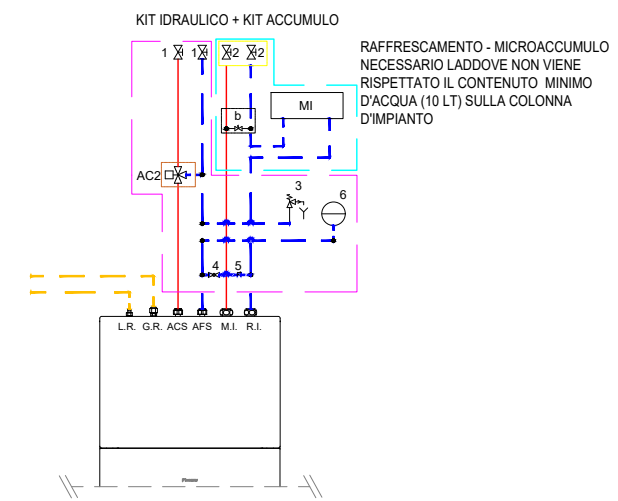 KIT IDRAULICO + KIT ACCUMULO
RAFFRESCAMENTO - MICROACCUMULO
NECESSARIO LADDOVE NON VIENE
RISPETTATO IL CONTENUTO MINIMO
D'ACQUA (10 LT) SULLA COLONNA
D'IMPIANTO
1 1 2 2
b
MI
AC2
3
6
4 5
L.R. G.R. ACS AFS M.I. R.I.